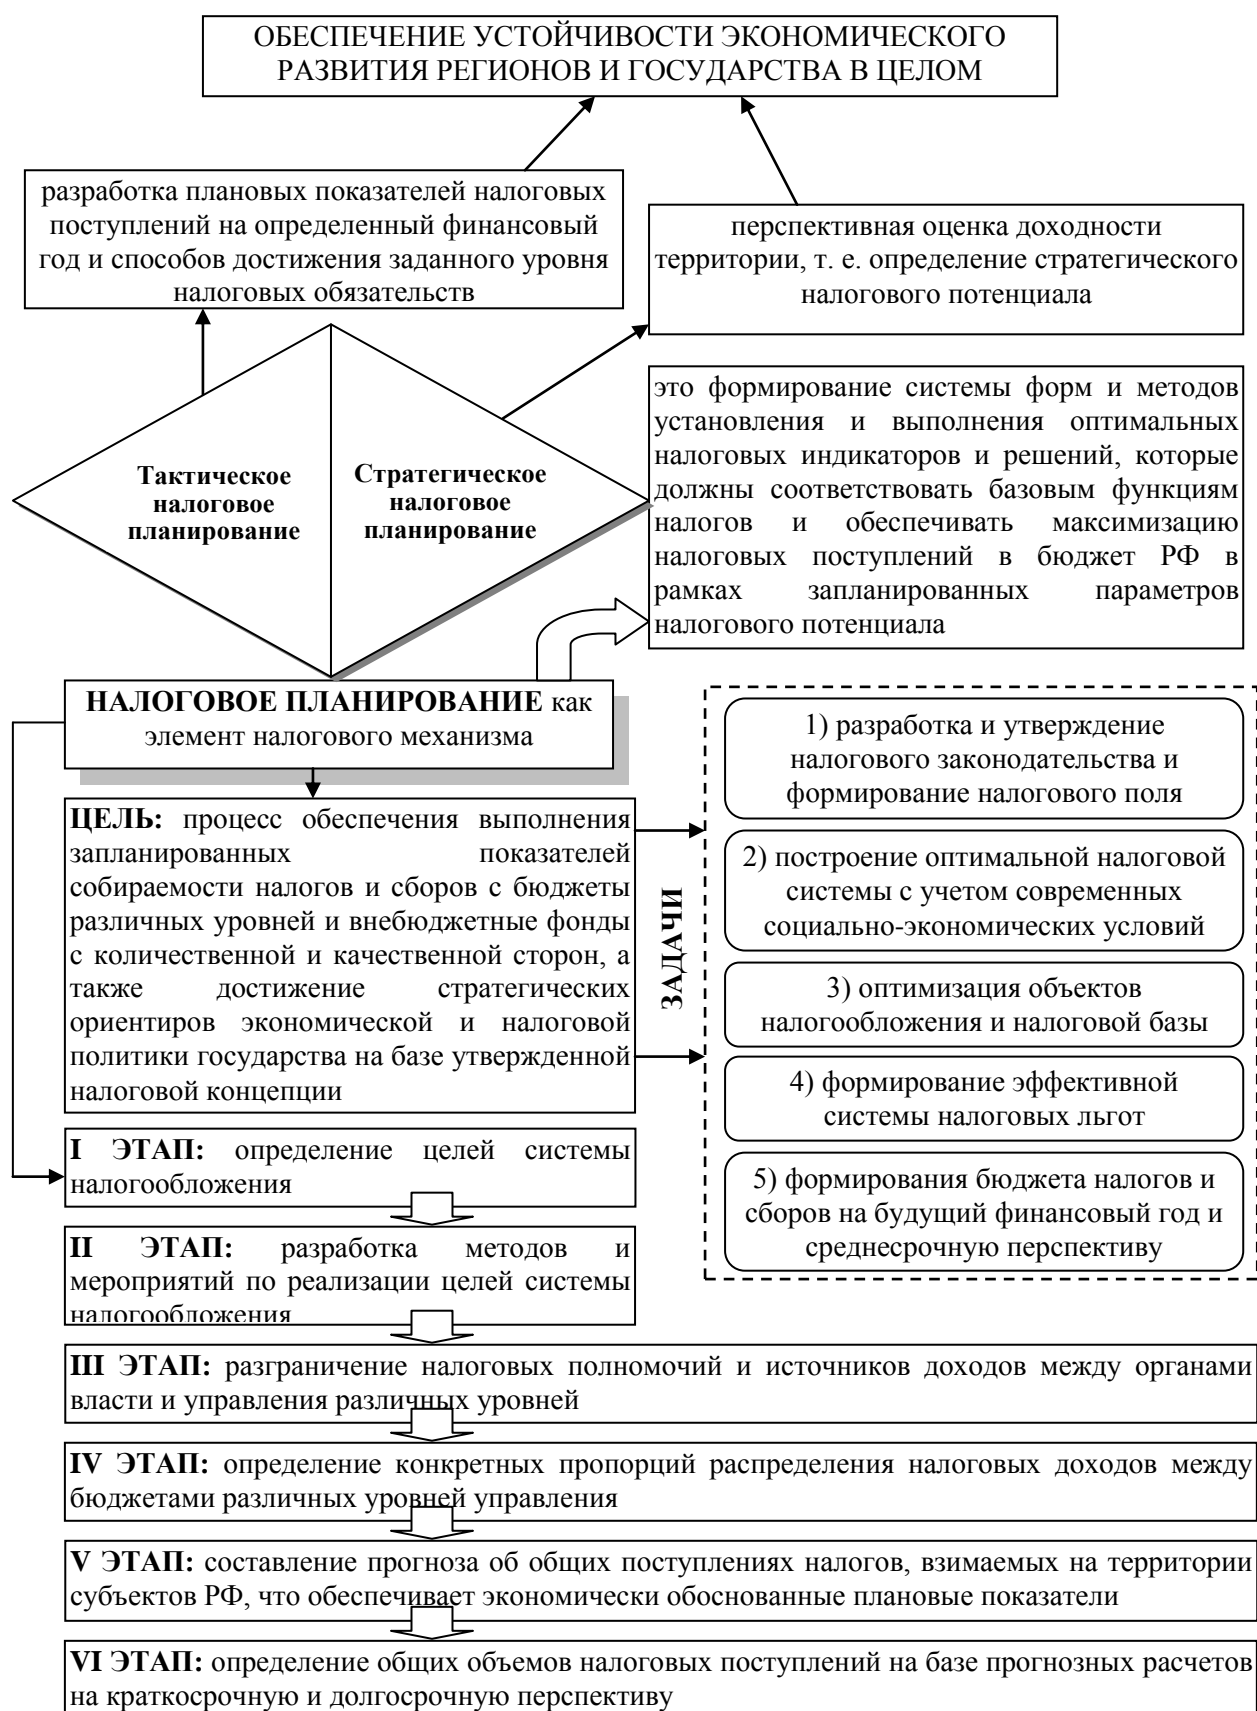 ОБЕСПЕЧЕНИЕ УСТОЙЧИВОСТИ ЭКОНОМИЧЕСКОГО
РАЗВИТИЯ РЕГИОНОВ И ГОСУДАРСТВА В ЦЕЛОМ
разработка плановых показателей налоговых
поступлений на определенный финансовый
год и способов достижения заданного уровня
налоговых обязательств
перспективная оценка доходности
территории, т. е. определение стратегического
налогового потенциала
Тактическое
налоговое
планирование
Стратегическое
налоговое
планирование
это формирование системы форм и методов
установления и выполнения оптимальных
налоговых индикаторов и решений, которые
должны соответствовать базовым функциям
налогов и обеспечивать максимизацию
налоговых поступлений в бюджет РФ в
рамках запланированных параметров
налогового потенциала
НАЛОГОВОЕ ПЛАНИРОВАНИЕ как
элемент налогового механизма
ЦЕЛЬ: процесс обеспечения выполнения
запланированных показателей
собираемости налогов и сборов с бюджеты
различных уровней и внебюджетные фонды
с количественной и качественной сторон, а
также достижение стратегических
ориентиров экономической и налоговой
политики государства на базе утвержденной
налоговой концепции
ЗАДАЧИ
1) разработка и утверждение
налогового законодательства и
формирование налогового поля
2) построение оптимальной налоговой
системы с учетом современных
социально-экономических условий
3) оптимизация объектов
налогообложения и налоговой базы
4) формирование эффективной
системы налоговых льгот
5) формирования бюджета налогов и
сборов на будущий финансовый год и
среднесрочную перспективу
I ЭТАП: определение целей системы
налогообложения
II ЭТАП: разработка методов и
мероприятий по реализации целей системы
налогообложения
III ЭТАП: разграничение налоговых полномочий и источников доходов между органами
власти и управления различных уровней
IV ЭТАП: определение конкретных пропорций распределения налоговых доходов между
бюджетами различных уровней управления
V ЭТАП: составление прогноза об общих поступлениях налогов, взимаемых на территории
субъектов РФ, что обеспечивает экономически обоснованные плановые показатели
VI ЭТАП: определение общих объемов налоговых поступлений на базе прогнозных расчетов
на краткосрочную и долгосрочную перспективу